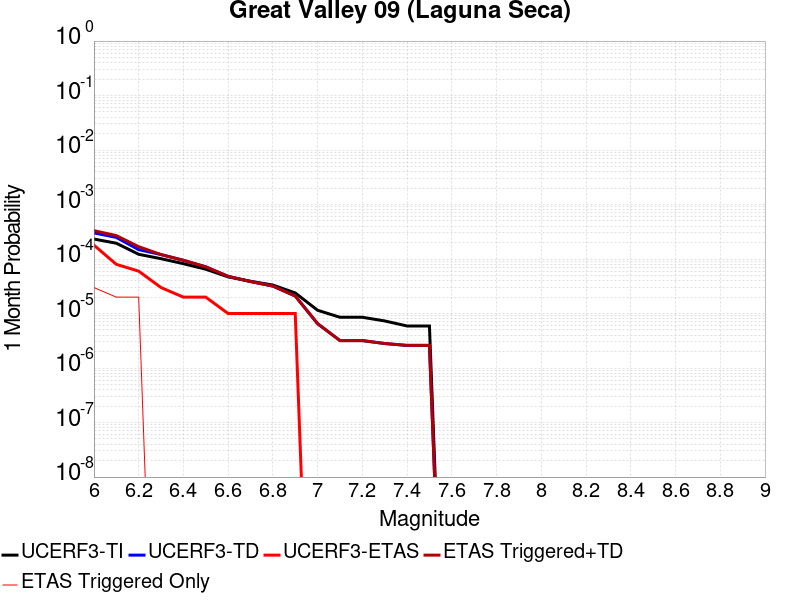 Great Valley 09 (Laguna Seca)
10^0
10^-1
10^-2
10^-3
10^-4
10^-5
10^-6
10^-7
10^-8
1 Month Probability
6 6.2 6.4 6.6 6.8 7 7.2 7.4 7.6 7.8 8 8.2 8.4 8.6 8.8 9
Magnitude
UCERF3-TI UCERF3-TD UCERF3-ETAS ETAS Triggered+TD
ETAS Triggered Only